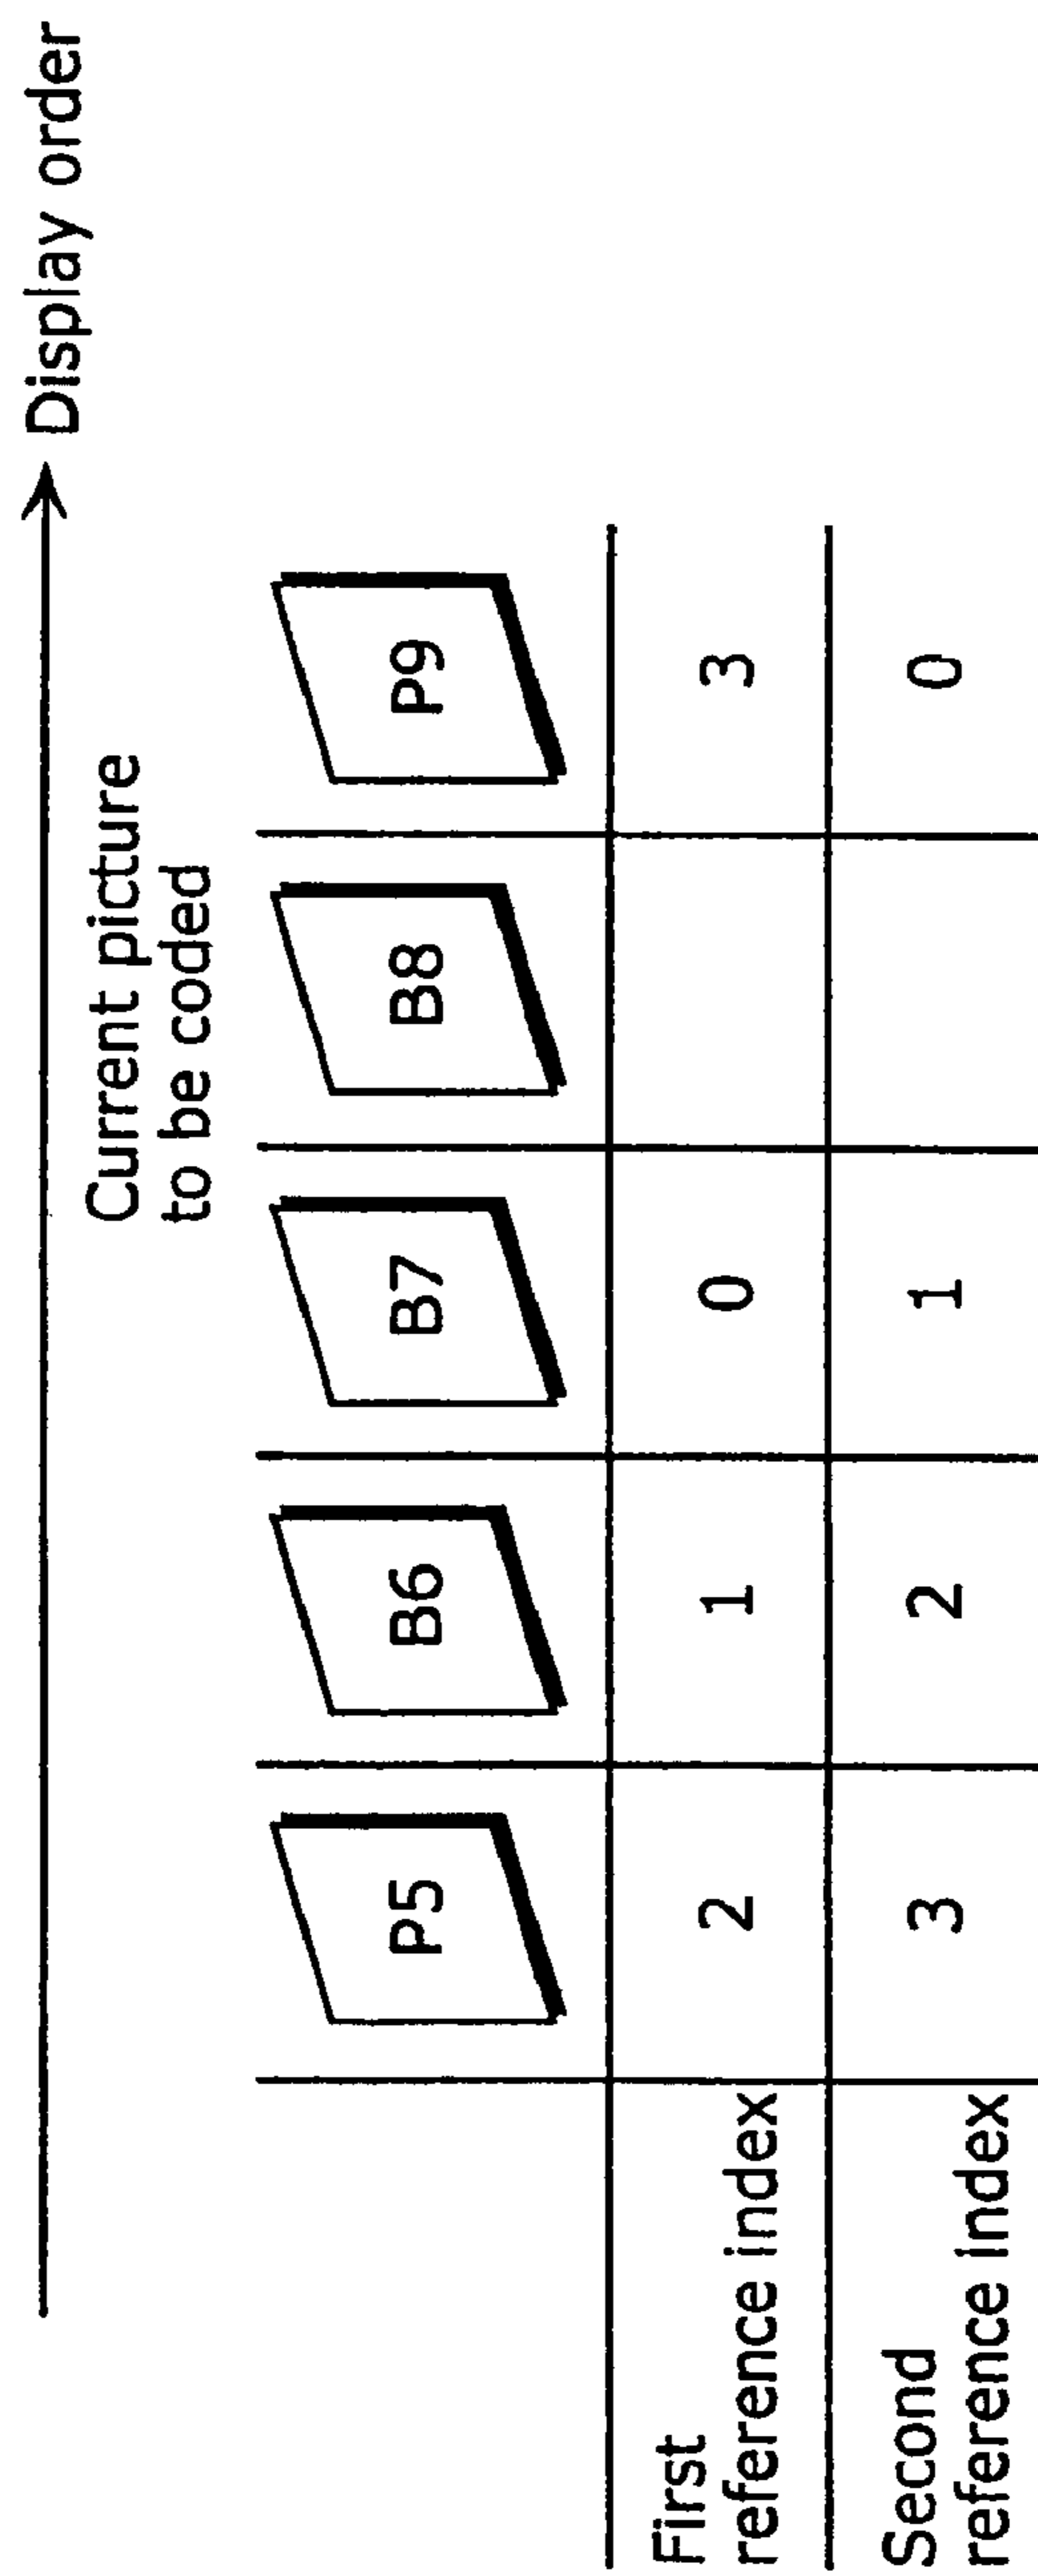 Display order
Current picture
to be coded
P5 B6 B7 B8 P9
First
reference index 2 1 0 3
Second
reference index 3 2 1 0